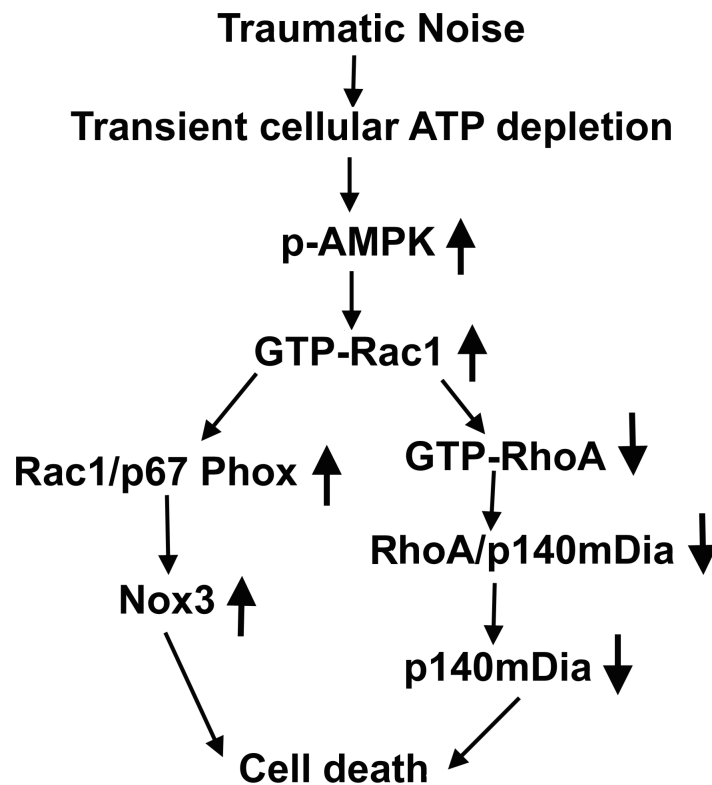 Traumatic Noise
Transient cellular ATP depletion
p-AMPK
GTP-Rac1
Rac1/p67 Phox
GTP-RhoA
RhoA/p140mDia
Nox3
p140mDia
Cell death